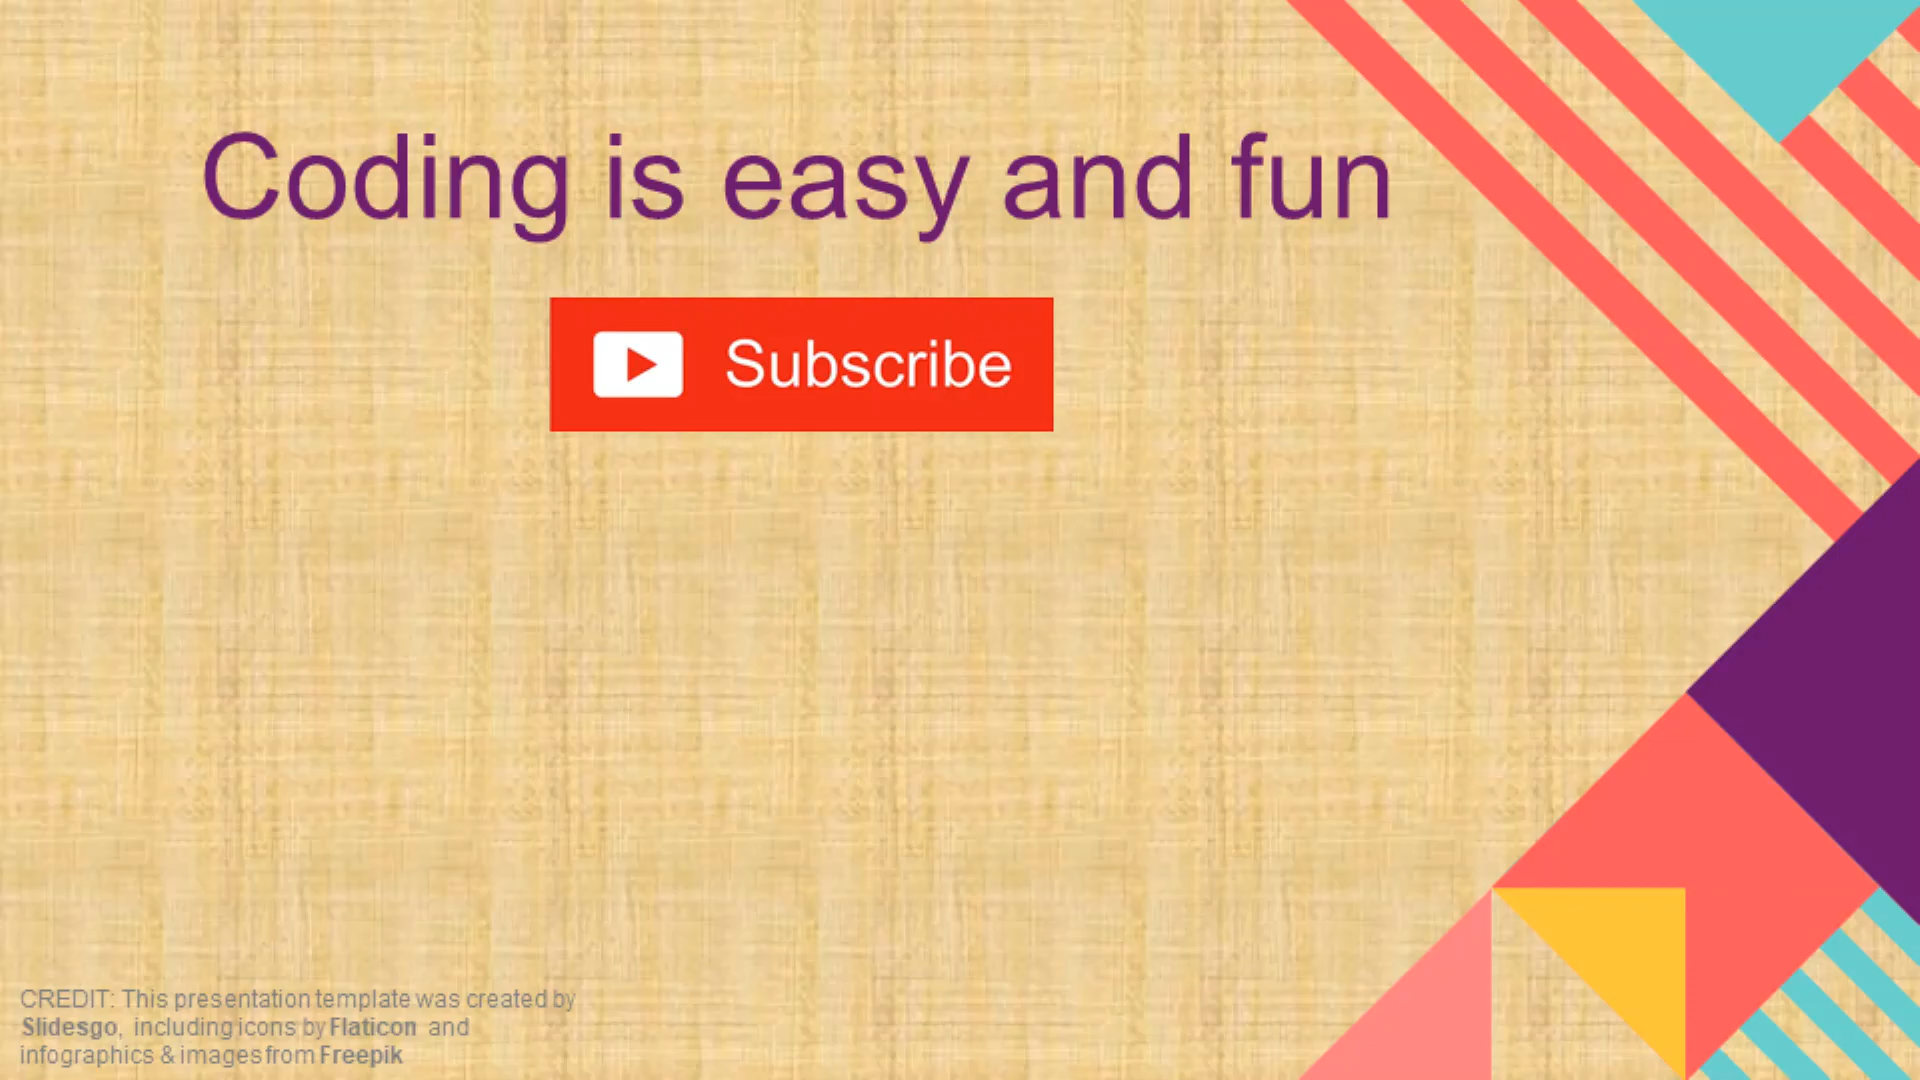 Coding is easy and fun
Subscribe
CREDIT: This presentation template was created by
Slidesgo, including icons by Flaticon and
infographics & images from Freepik